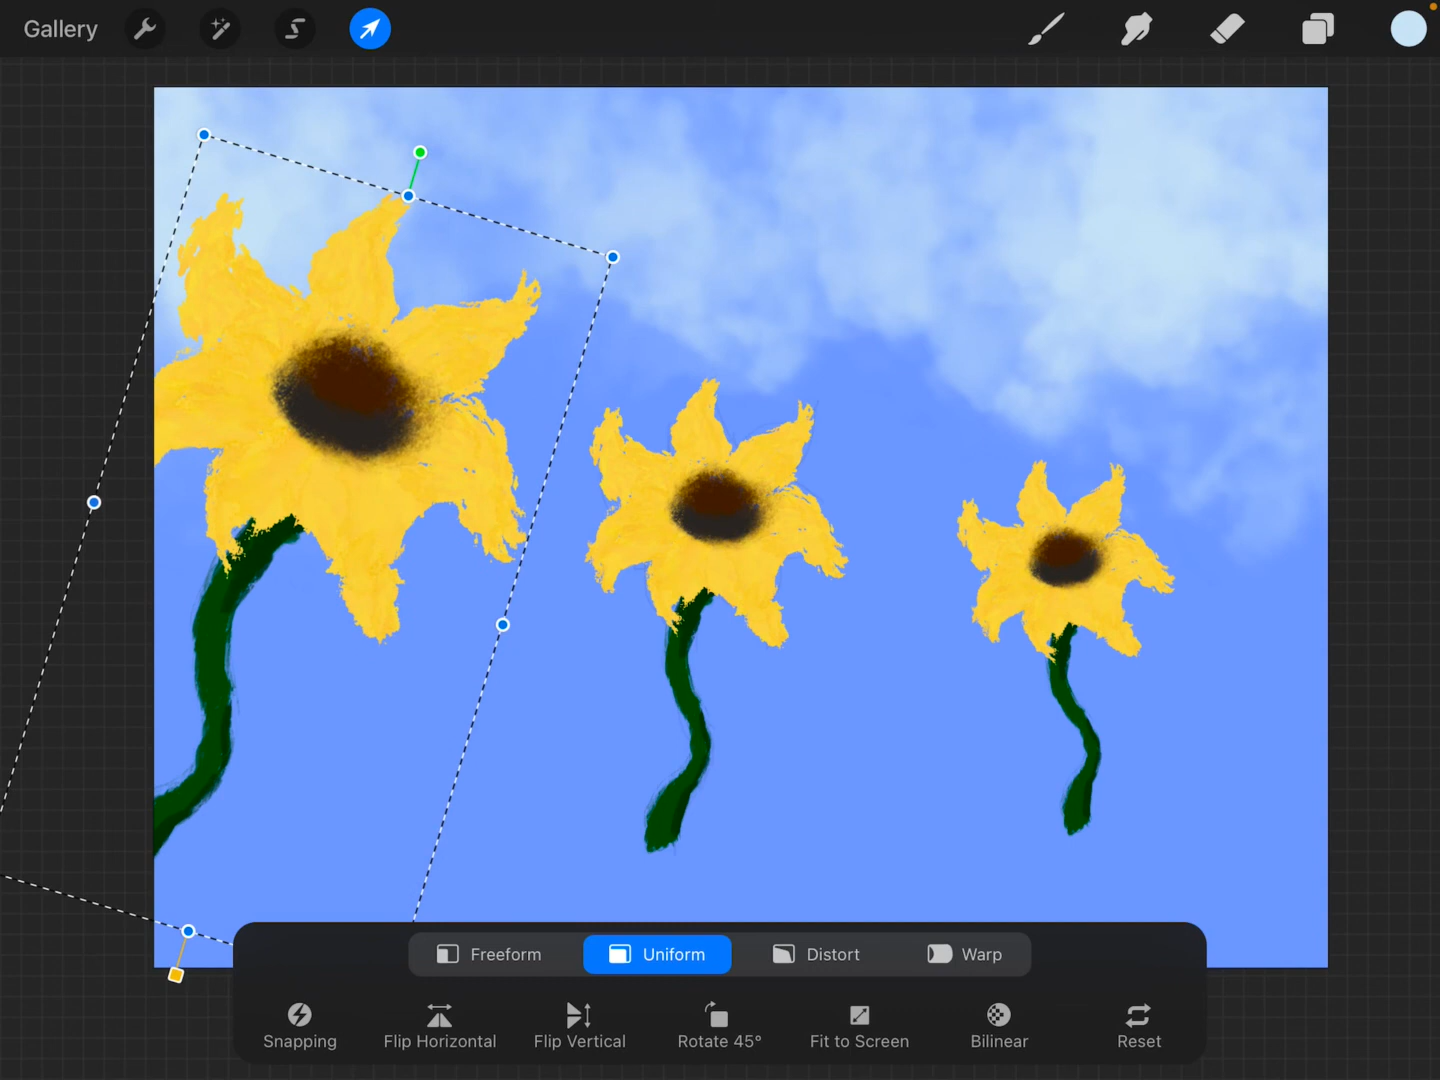 Gallery
Freeform Uniform Distort Warp
Snapping Flip Horizontal Flip Vertical Rotate 45° Fit to Screen Bilinear Reset